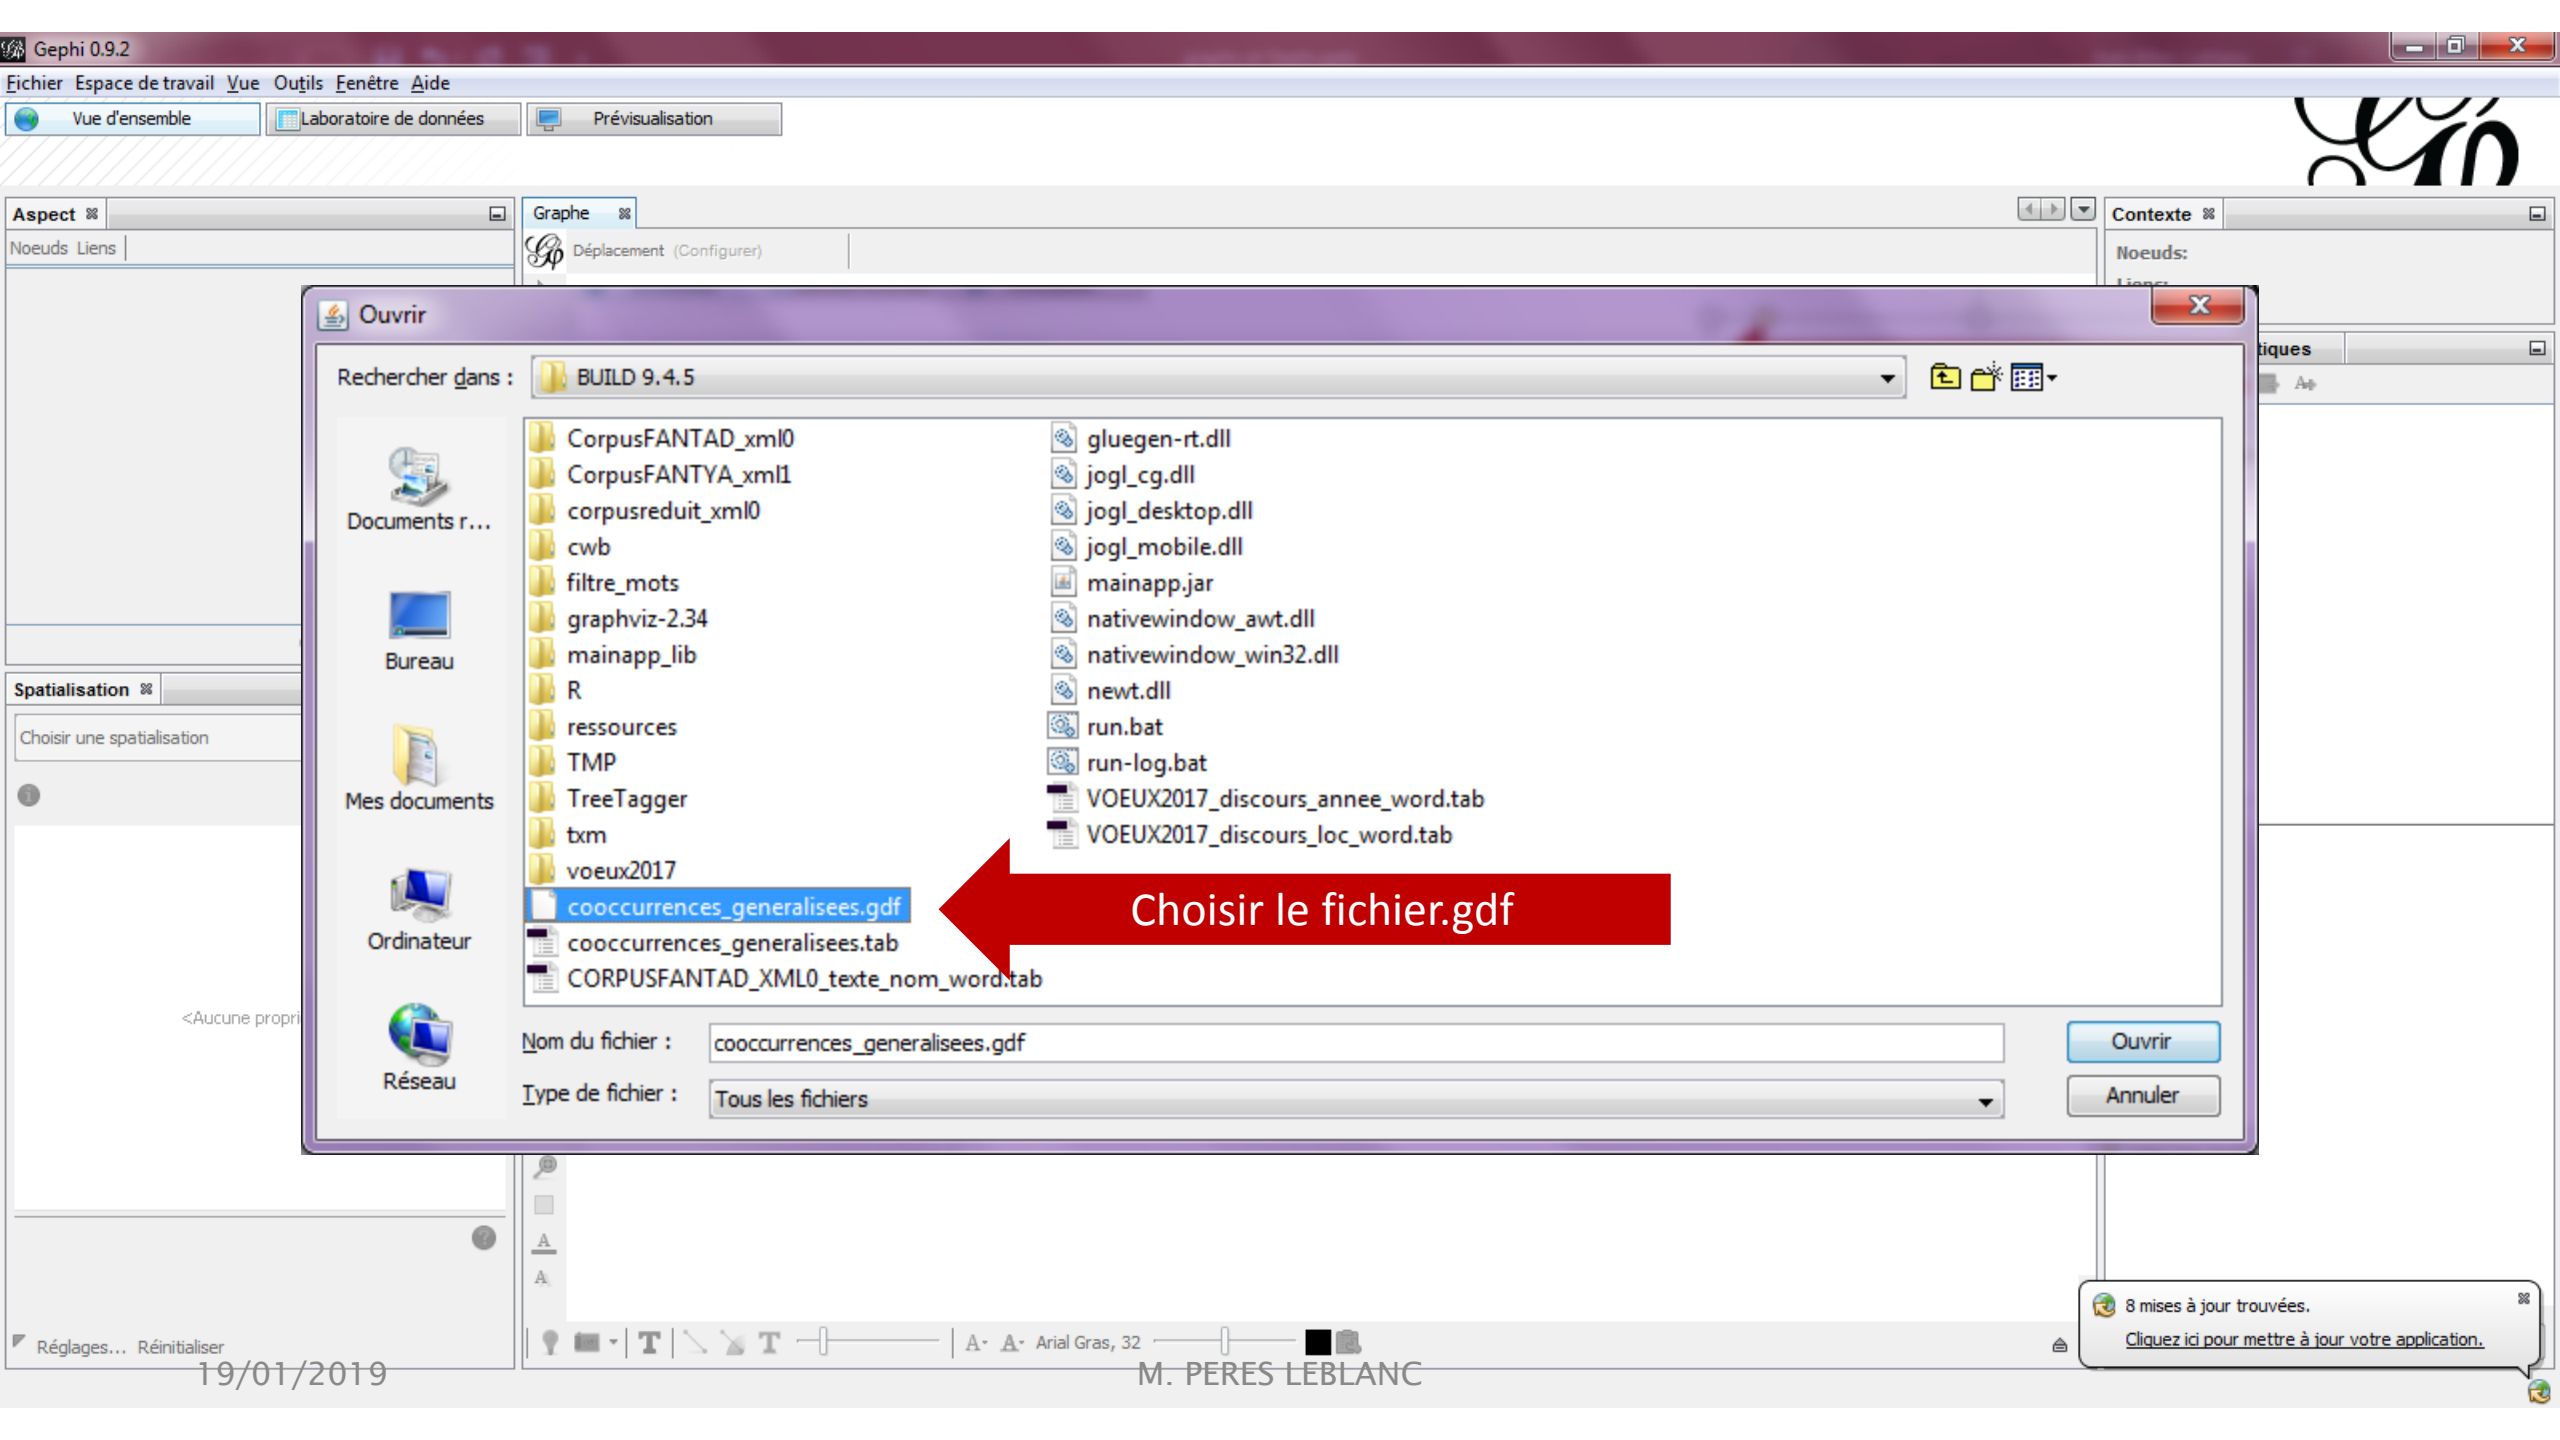 Gephi 0.9.2
Fichier Espace de travail Vue Outils Fenêtre Aide
Vue d'ensemble Laboratoire de données Prévisualisation
Aspect Graphe Contexte
Noeuds Liens Déplacement (Configurer) Noeuds:
Ouvrir
tiques
Rechercher dans : BUILD 9.4.5
Documents r...
Bureau
Mes documents
Ordinateur
Réseau
CorpusFANTAD_xml0
CorpusFANTYA_xml1
corpusreduit_xml0
cwb
filtre_mots
graphviz-2.34
mainapp_lib
R
ressources
TMP
TreeTagger
txm
voeux2017
cooccurrences_generalisees.gdf
cooccurrences_generalisees.tab
CORPUSFANTAD_XML0_texte_nom_word.tab
gluegen-rt.dll
jogl_cg.dll
jogl_desktop.dll
jogl_mobile.dll
mainapp.jar
nativewindow_awt.dll
nativewindow_win32.dll
newt.dll
run.bat
run-log.bat
VOEUX2017_discours_annee_word.tab
VOEUX2017_discours_loc_word.tab
Choisir le fichier.gdf
Nom du fichier : cooccurrences_generalisees.gdf Ouvrir
Type de fichier : Tous les fichiers Annuler
Spatialisation
Choisir une spatialisation
<Aucune propri
Réglages... Réinitialiser
Arial Gras, 32
8 mises à jour trouvées.
Cliquez ici pour mettre à jour votre application.
19/01/2019 M. PERES LEBLANC